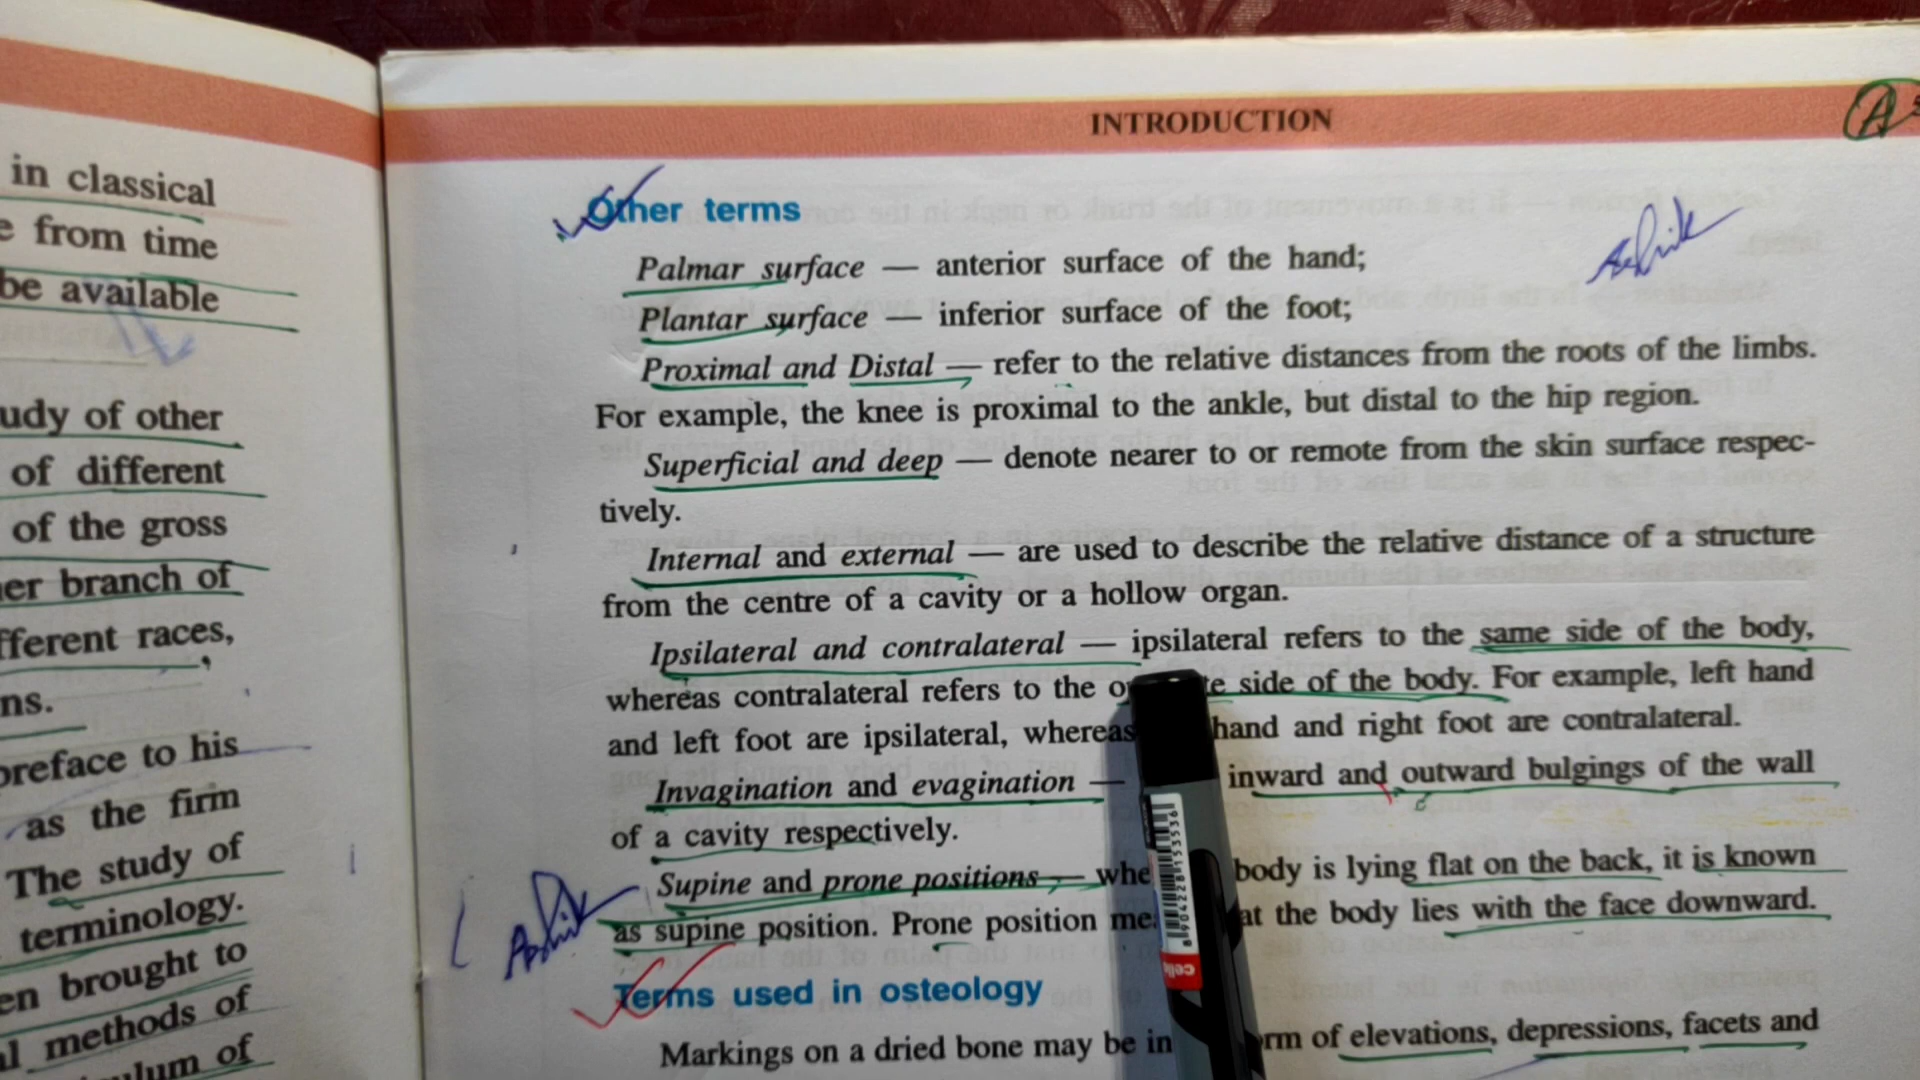 in classical
from time
be available
udy of other
of different
of the gross
er branch of
fferent races,
ns.
preface to his
as the firm
The study of
terminology.
en brought to
methods of
INTRODUCTION
A
Other terms
Ashik
Palmar surface — anterior surface of the hand;
Plantar surface — inferior surface of the foot;
Proximal and Distal — refer to the relative distances from the roots of the limbs.
For example, the knee is proximal to the ankle, but distal to the hip region.
Superficial and deep — denote nearer to or remote from the skin surface respec-
tively.
Internal and external — are used to describe the relative distance of a structure
from the centre of a cavity or a hollow organ.
Ipsilateral and contralateral — ipsilateral refers to the same side of the body,
whereas contralateral refers to the side of the body. For example, left hand
and left foot are ipsilateral, whereas hand and right foot are contralateral.
Invagination and evagination — inward and outward bulgings of the wall
of a cavity respectively.
Supine and prone positions — body is lying flat on the back, it is known
as supine position. Prone position at the body lies with the face downward.
Ashik
Terms used in osteology
Markings on a dried bone may be in of elevations, depressions, facets and
8904228153536
cello